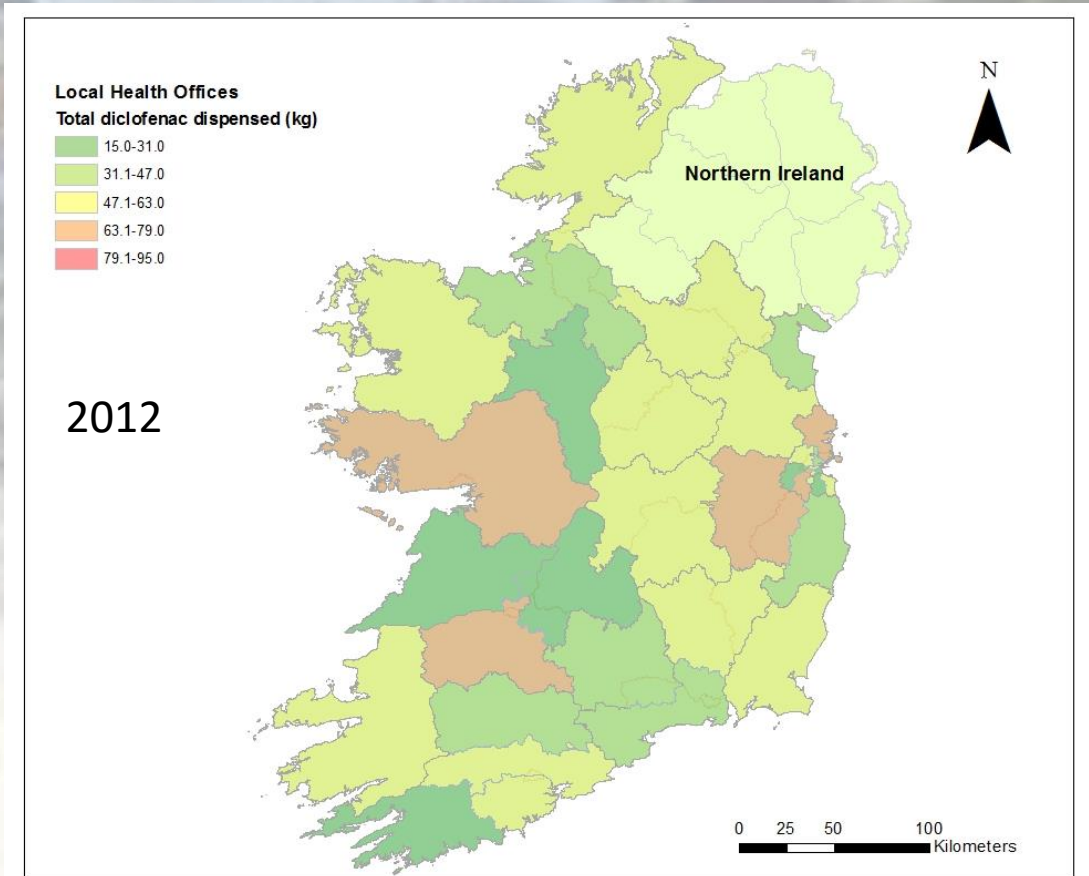 Local Health Offices
Total diclofenac dispensed (kg)
15.0-31.0
31.1-47.0
47.1-63.0
63.1-79.0
79.1-95.0
N
Northern Ireland
2012
0 25 50 100
Kilometers